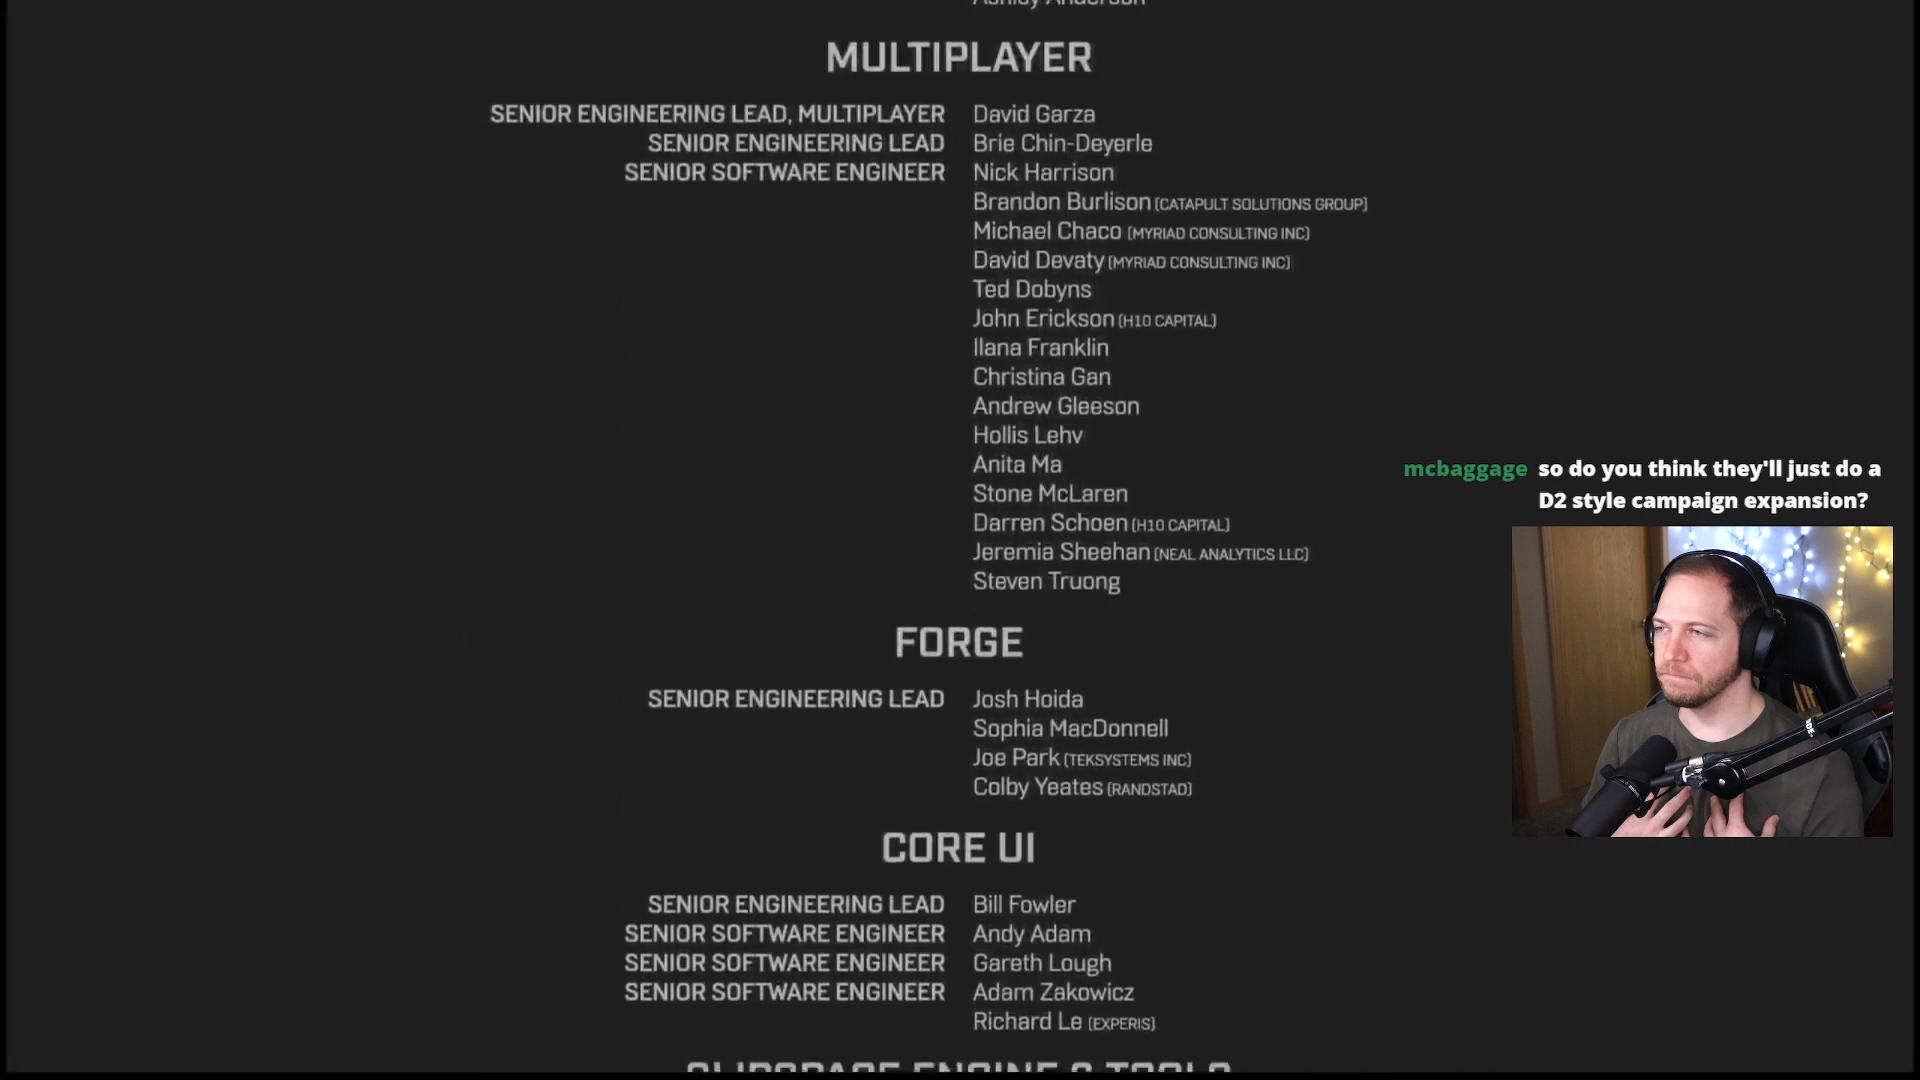 Ashley Anderson
MULTIPLAYER
SENIOR ENGINEERING LEAD, MULTIPLAYER David Garza
SENIOR ENGINEERING LEAD Brie Chin-Deyerle
SENIOR SOFTWARE ENGINEER Nick Harrison
Brandon Burlison (CATAPULT SOLUTIONS GROUP)
Michael Chaco (MYRIAD CONSULTING INC)
David Devaty (MYRIAD CONSULTING INC)
Ted Dobyns
John Erickson (H10 CAPITAL)
Ilana Franklin
Christina Gan
Andrew Gleeson
Hollis Lehv
Anita Ma
Stone McLaren
Darren Schoen (H10 CAPITAL)
Jeremia Sheehan (NEAL ANALYTICS LLC)
Steven Truong
FORGE
SENIOR ENGINEERING LEAD Josh Hoida
Sophia MacDonnell
Joe Park (TEKSYSTEMS INC)
Colby Yeates (RANDSTAD)
CORE UI
SENIOR ENGINEERING LEAD Bill Fowler
SENIOR SOFTWARE ENGINEER Andy Adam
SENIOR SOFTWARE ENGINEER Gareth Lough
SENIOR SOFTWARE ENGINEER Adam Zakowicz
Richard Le (EXPERIS)
SLIPSPACE ENGINE & TOOLS
mcbaggage so do you think they'll just do a
D2 style campaign expansion?